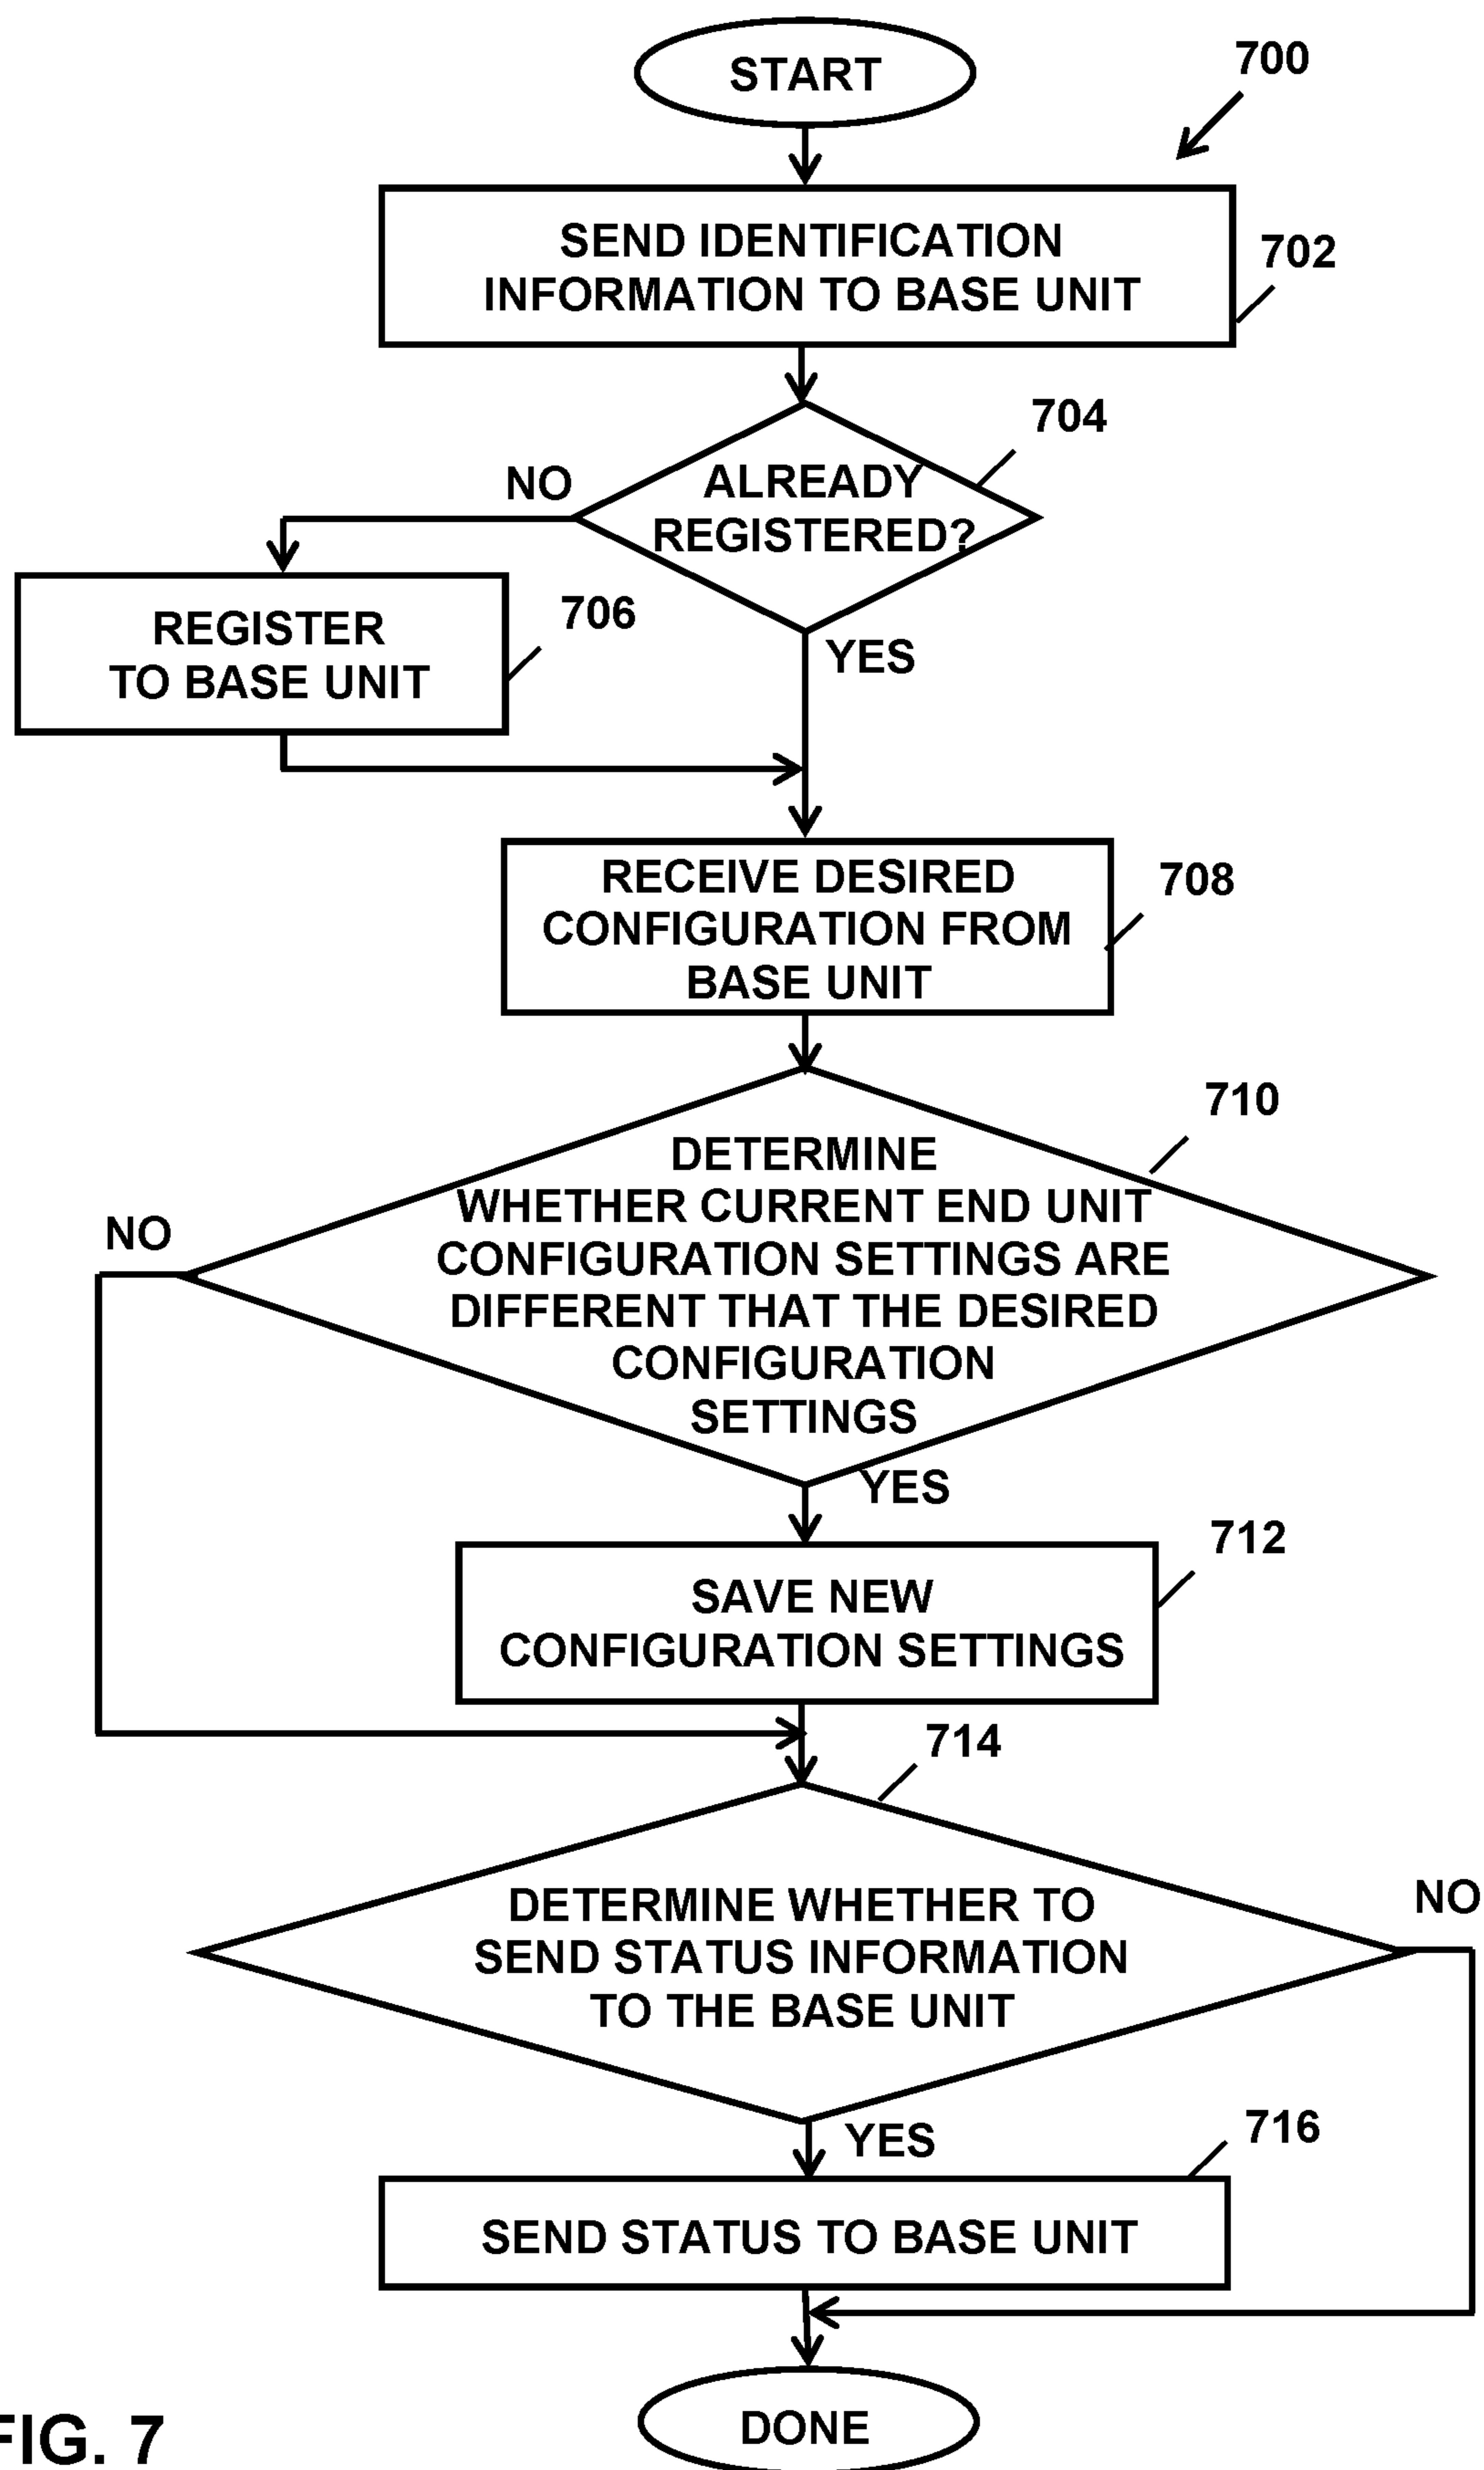 START
700
SEND IDENTIFICATION
INFORMATION TO BASE UNIT
702
704
ALREADY
REGISTERED?
NO
YES
REGISTER
TO BASE UNIT
706
RECEIVE DESIRED
CONFIGURATION FROM
BASE UNIT
708
710
DETERMINE
WHETHER CURRENT END UNIT
CONFIGURATION SETTINGS ARE
DIFFERENT THAT THE DESIRED
CONFIGURATION
SETTINGS
NO
YES
712
SAVE NEW
CONFIGURATION SETTINGS
714
DETERMINE WHETHER TO
SEND STATUS INFORMATION
TO THE BASE UNIT
NO
YES
716
SEND STATUS TO BASE UNIT
DONE
FIG. 7